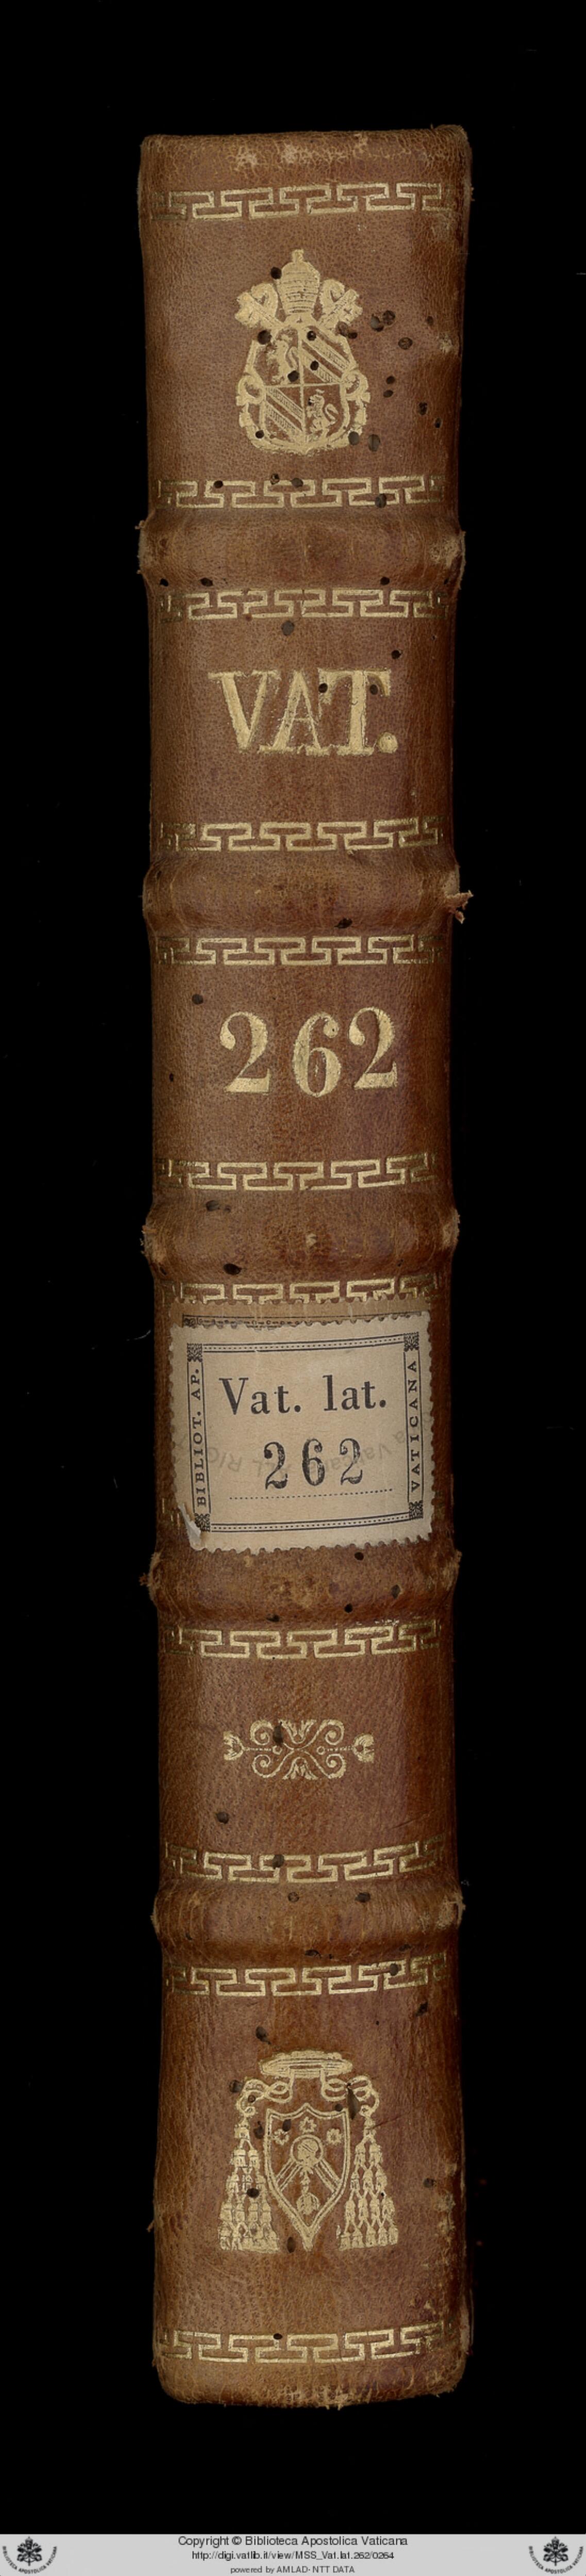 VAT.
262
BIBLIOT. AP.
Vat. lat.
262
VATICANA
Copyright © Biblioteca Apostolica Vaticana
http://digi.vatlib.it/view/MSS_Vat.lat.262/0264
powered by AMLAD-NTT DATA